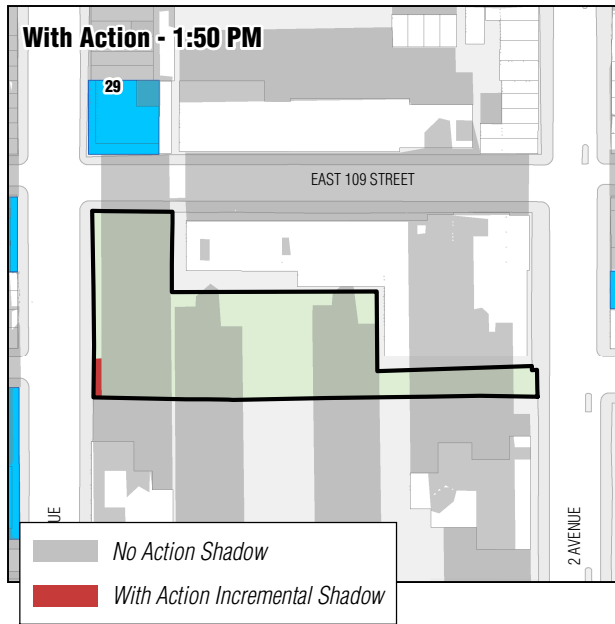 With Action - 1:50 PM
29
EAST 109 STREET
UE
2 AVENUE
No Action Shadow
With Action Incremental Shadow